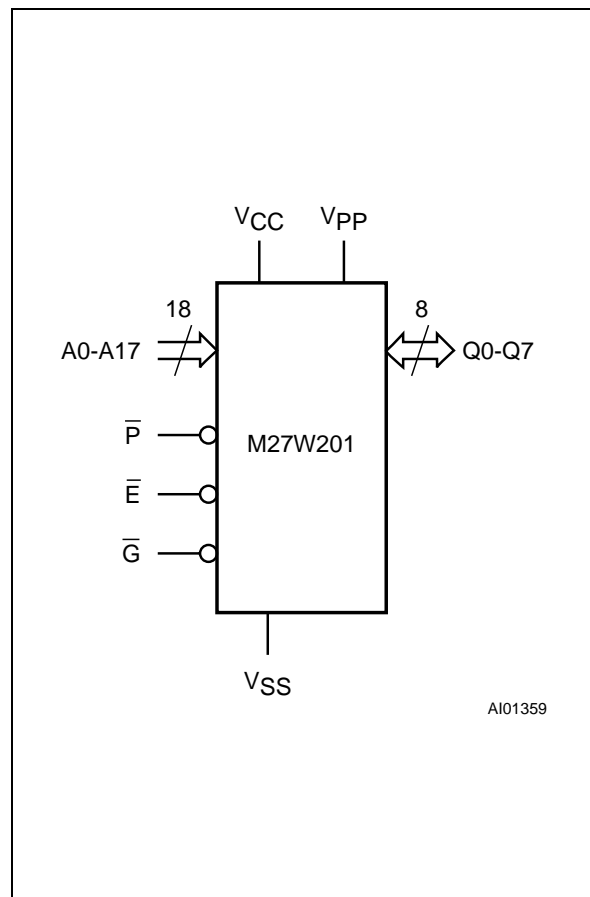 VCC
VPP
18
8
A0-A17
Q0-Q7
P̅
M27W201
E̅
G̅
VSS
AI01359